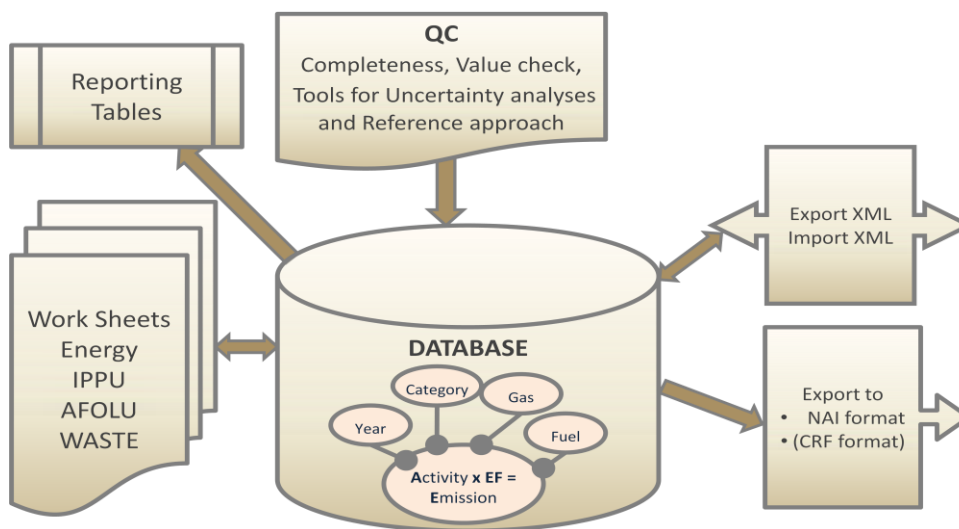 Reporting
Tables
QC
Completeness, Value check,
Tools for Uncertainty analyses
and Reference approach
Export XML
Import XML
Work Sheets
Energy
IPPU
AFOLU
WASTE
DATABASE
Category
Gas
Year
Fuel
Activity x EF =
Emission
Export to
• NAI format
• (CRF format)